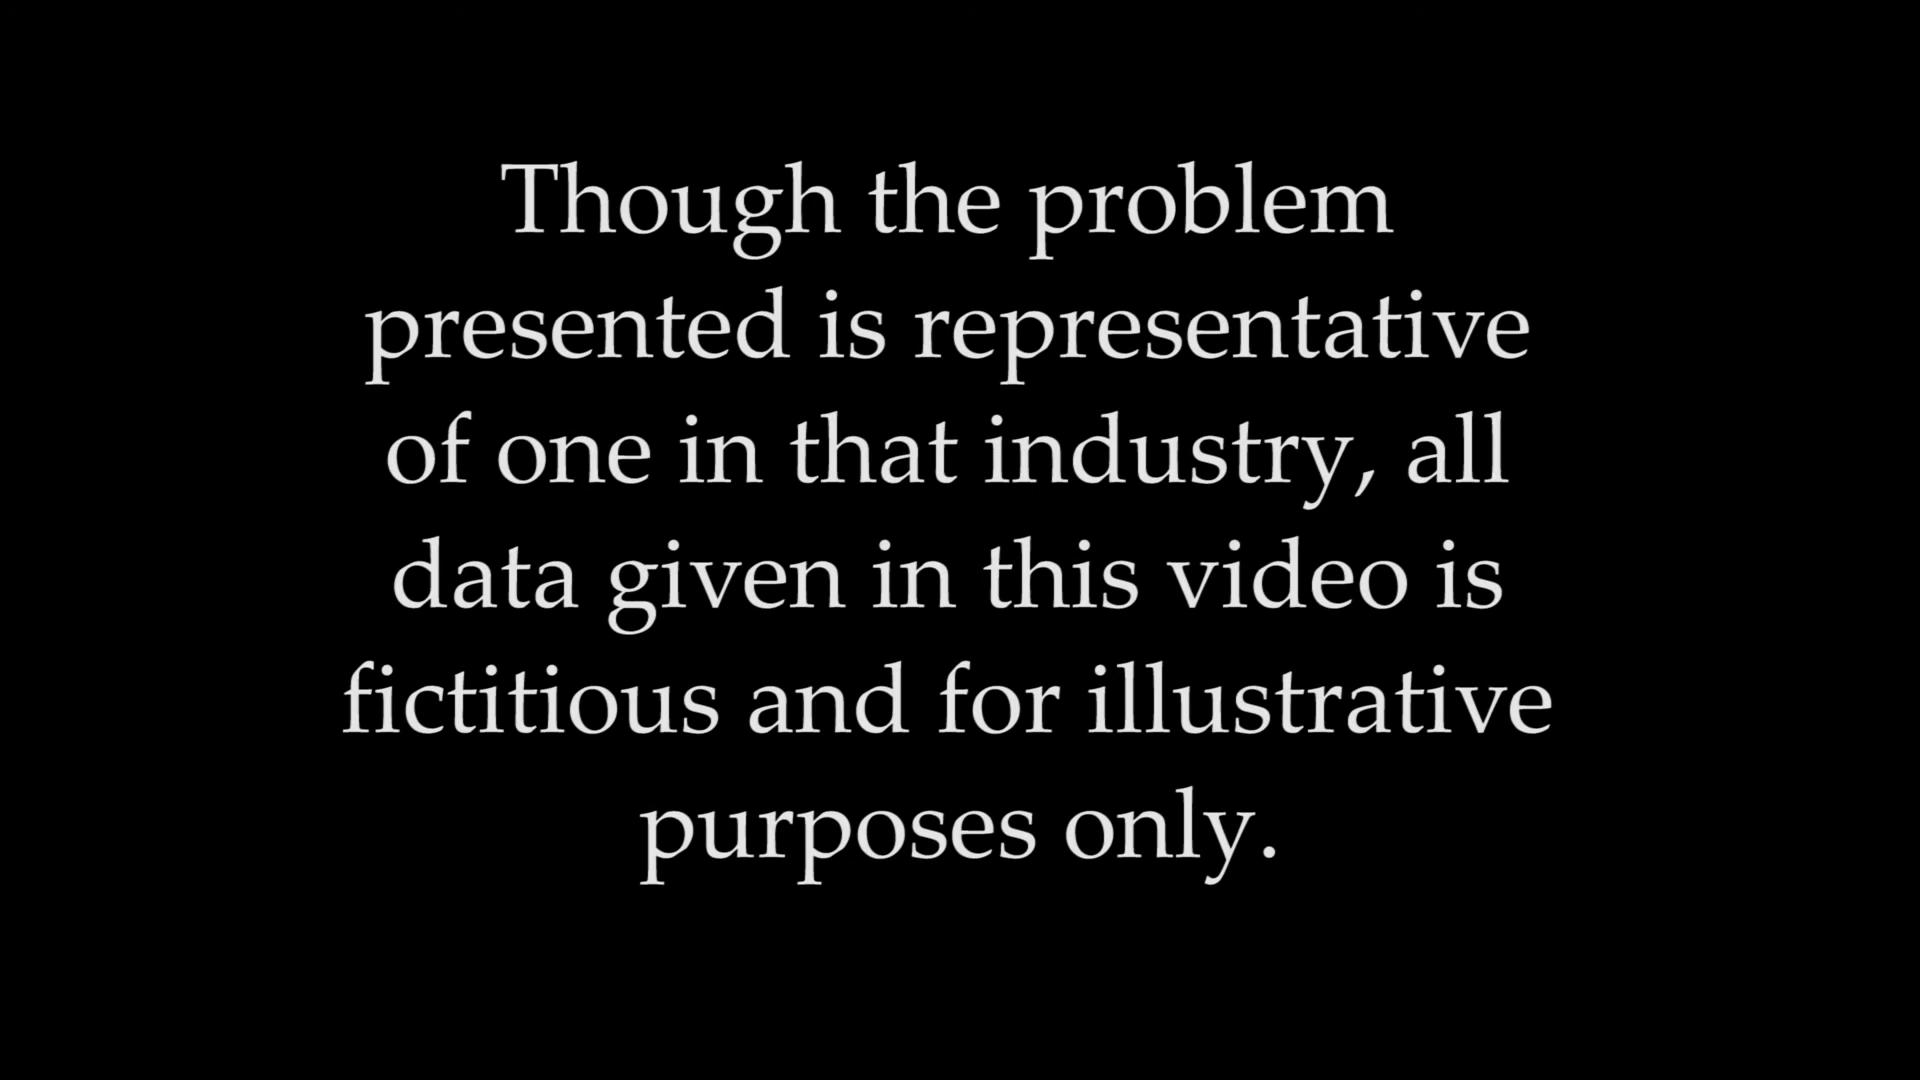 Though the problem
presented is representative
of one in that industry, all
data given in this video is
fictitious and for illustrative
purposes only.